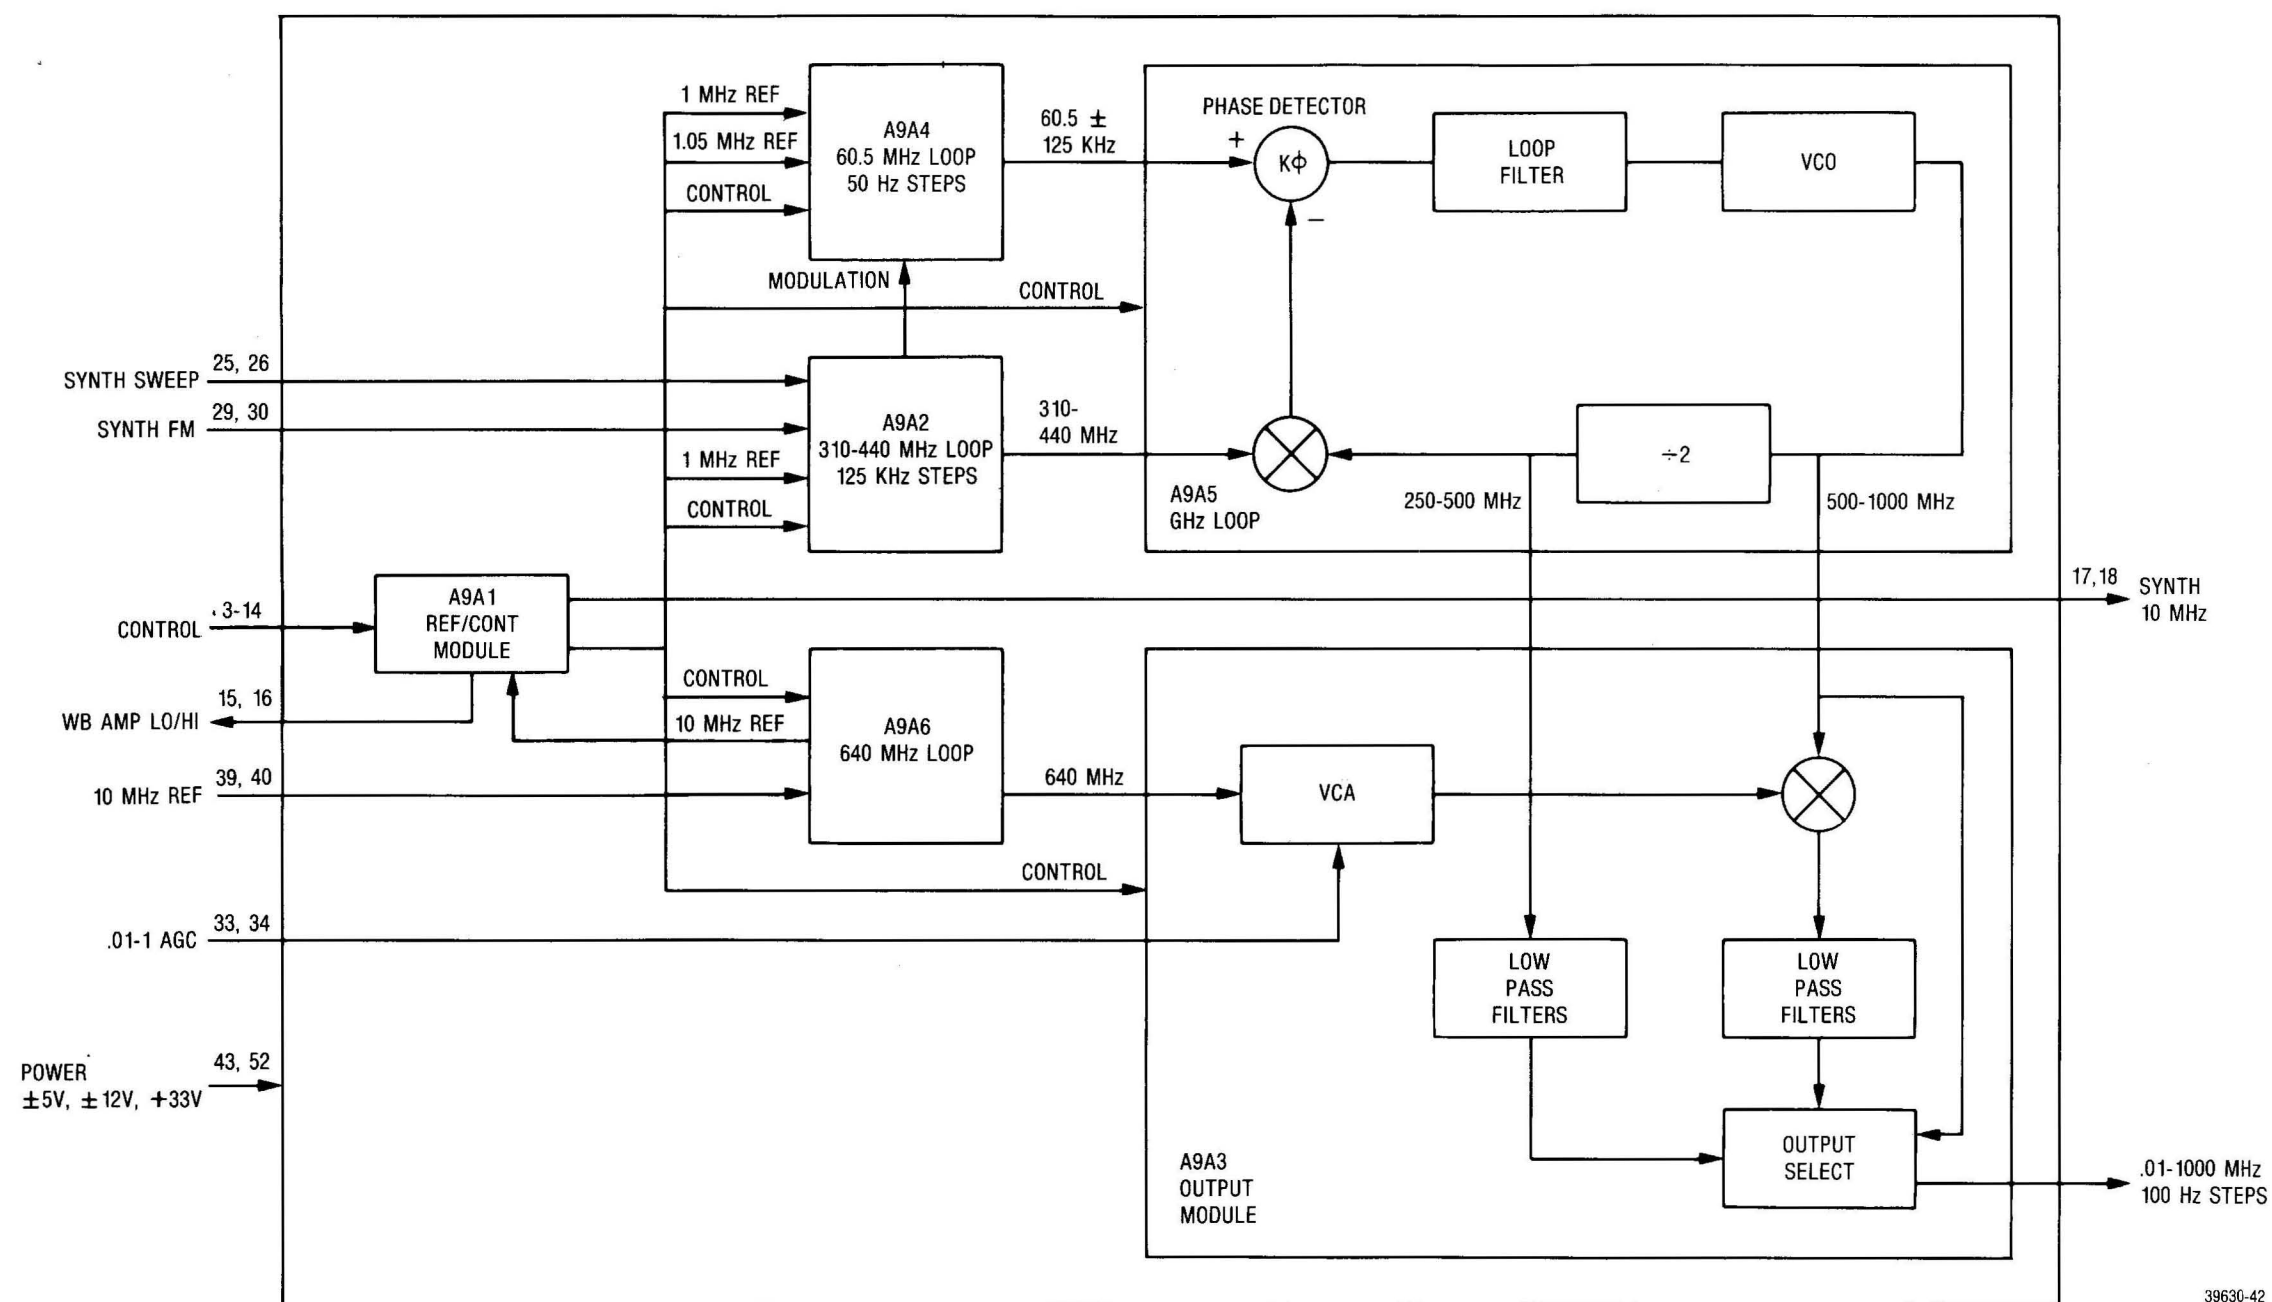 1 MHz REF
1.05 MHz REF
CONTROL
A9A4
60.5 MHz LOOP
50 Hz STEPS
60.5 ±
125 KHz
PHASE DETECTOR
+
KΦ
−
LOOP
FILTER
VCO
MODULATION
CONTROL
SYNTH SWEEP
25, 26
SYNTH FM
29, 30
1 MHz REF
CONTROL
A9A2
310-440 MHz LOOP
125 KHz STEPS
310-
440 MHz
A9A5
GHz LOOP
250-500 MHz
÷2
500-1000 MHz
CONTROL
3-14
A9A1
REF/CONT
MODULE
17,18
SYNTH
10 MHz
WB AMP LO/HI
15, 16
CONTROL
10 MHz REF
A9A6
640 MHz LOOP
640 MHz
VCA
10 MHz REF
39, 40
CONTROL
.01-1 AGC
33, 34
LOW
PASS
FILTERS
LOW
PASS
FILTERS
POWER
±5V, ±12V, +33V
43, 52
A9A3
OUTPUT
MODULE
OUTPUT
SELECT
.01-1000 MHz
100 Hz STEPS
39630-42